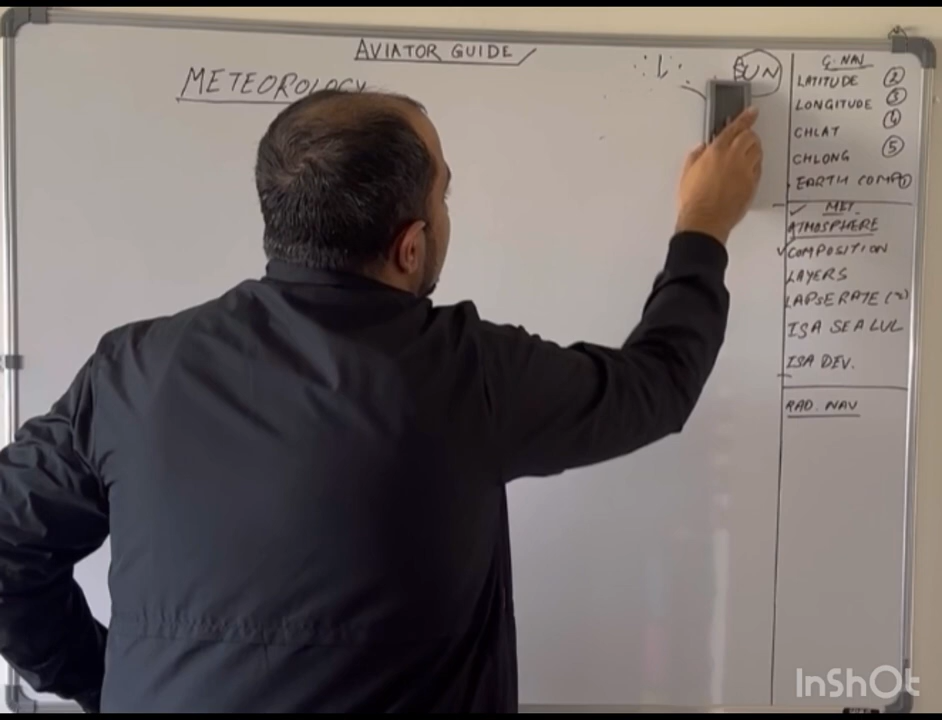 AVIATOR GUIDE
METEOROLOGY
SUN
G. NAV
LATITUDE ②
LONGITUDE ③
④
CHLAT
CHLONG ⑤
EARTH COMP
✓ MET.
ATMOSPHERE
✓ COMPOSITION
LAYERS
LAPSE RATE
ISA SEA LVL
ISA DEV.
RAD. NAV
InShOt